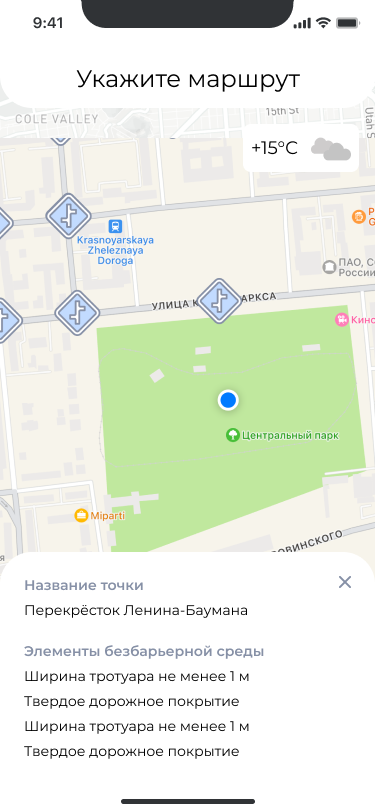 9:41
Укажите маршрут
COLE VALLEY
15th St
Utah S
+15°C
Krasnoyarskaya
Zheleznaya
Doroga
ПАО, С
России
УЛИЦА К
АРКСА
Кинс
Центральный парк
Miparti
ОВИНСКОГО
Название точки
Перекрёсток Ленина-Баумана
Элементы безбарьерной среды
Ширина тротуара не менее 1 м
Твердое дорожное покрытие
Ширина тротуара не менее 1 м
Твердое дорожное покрытие